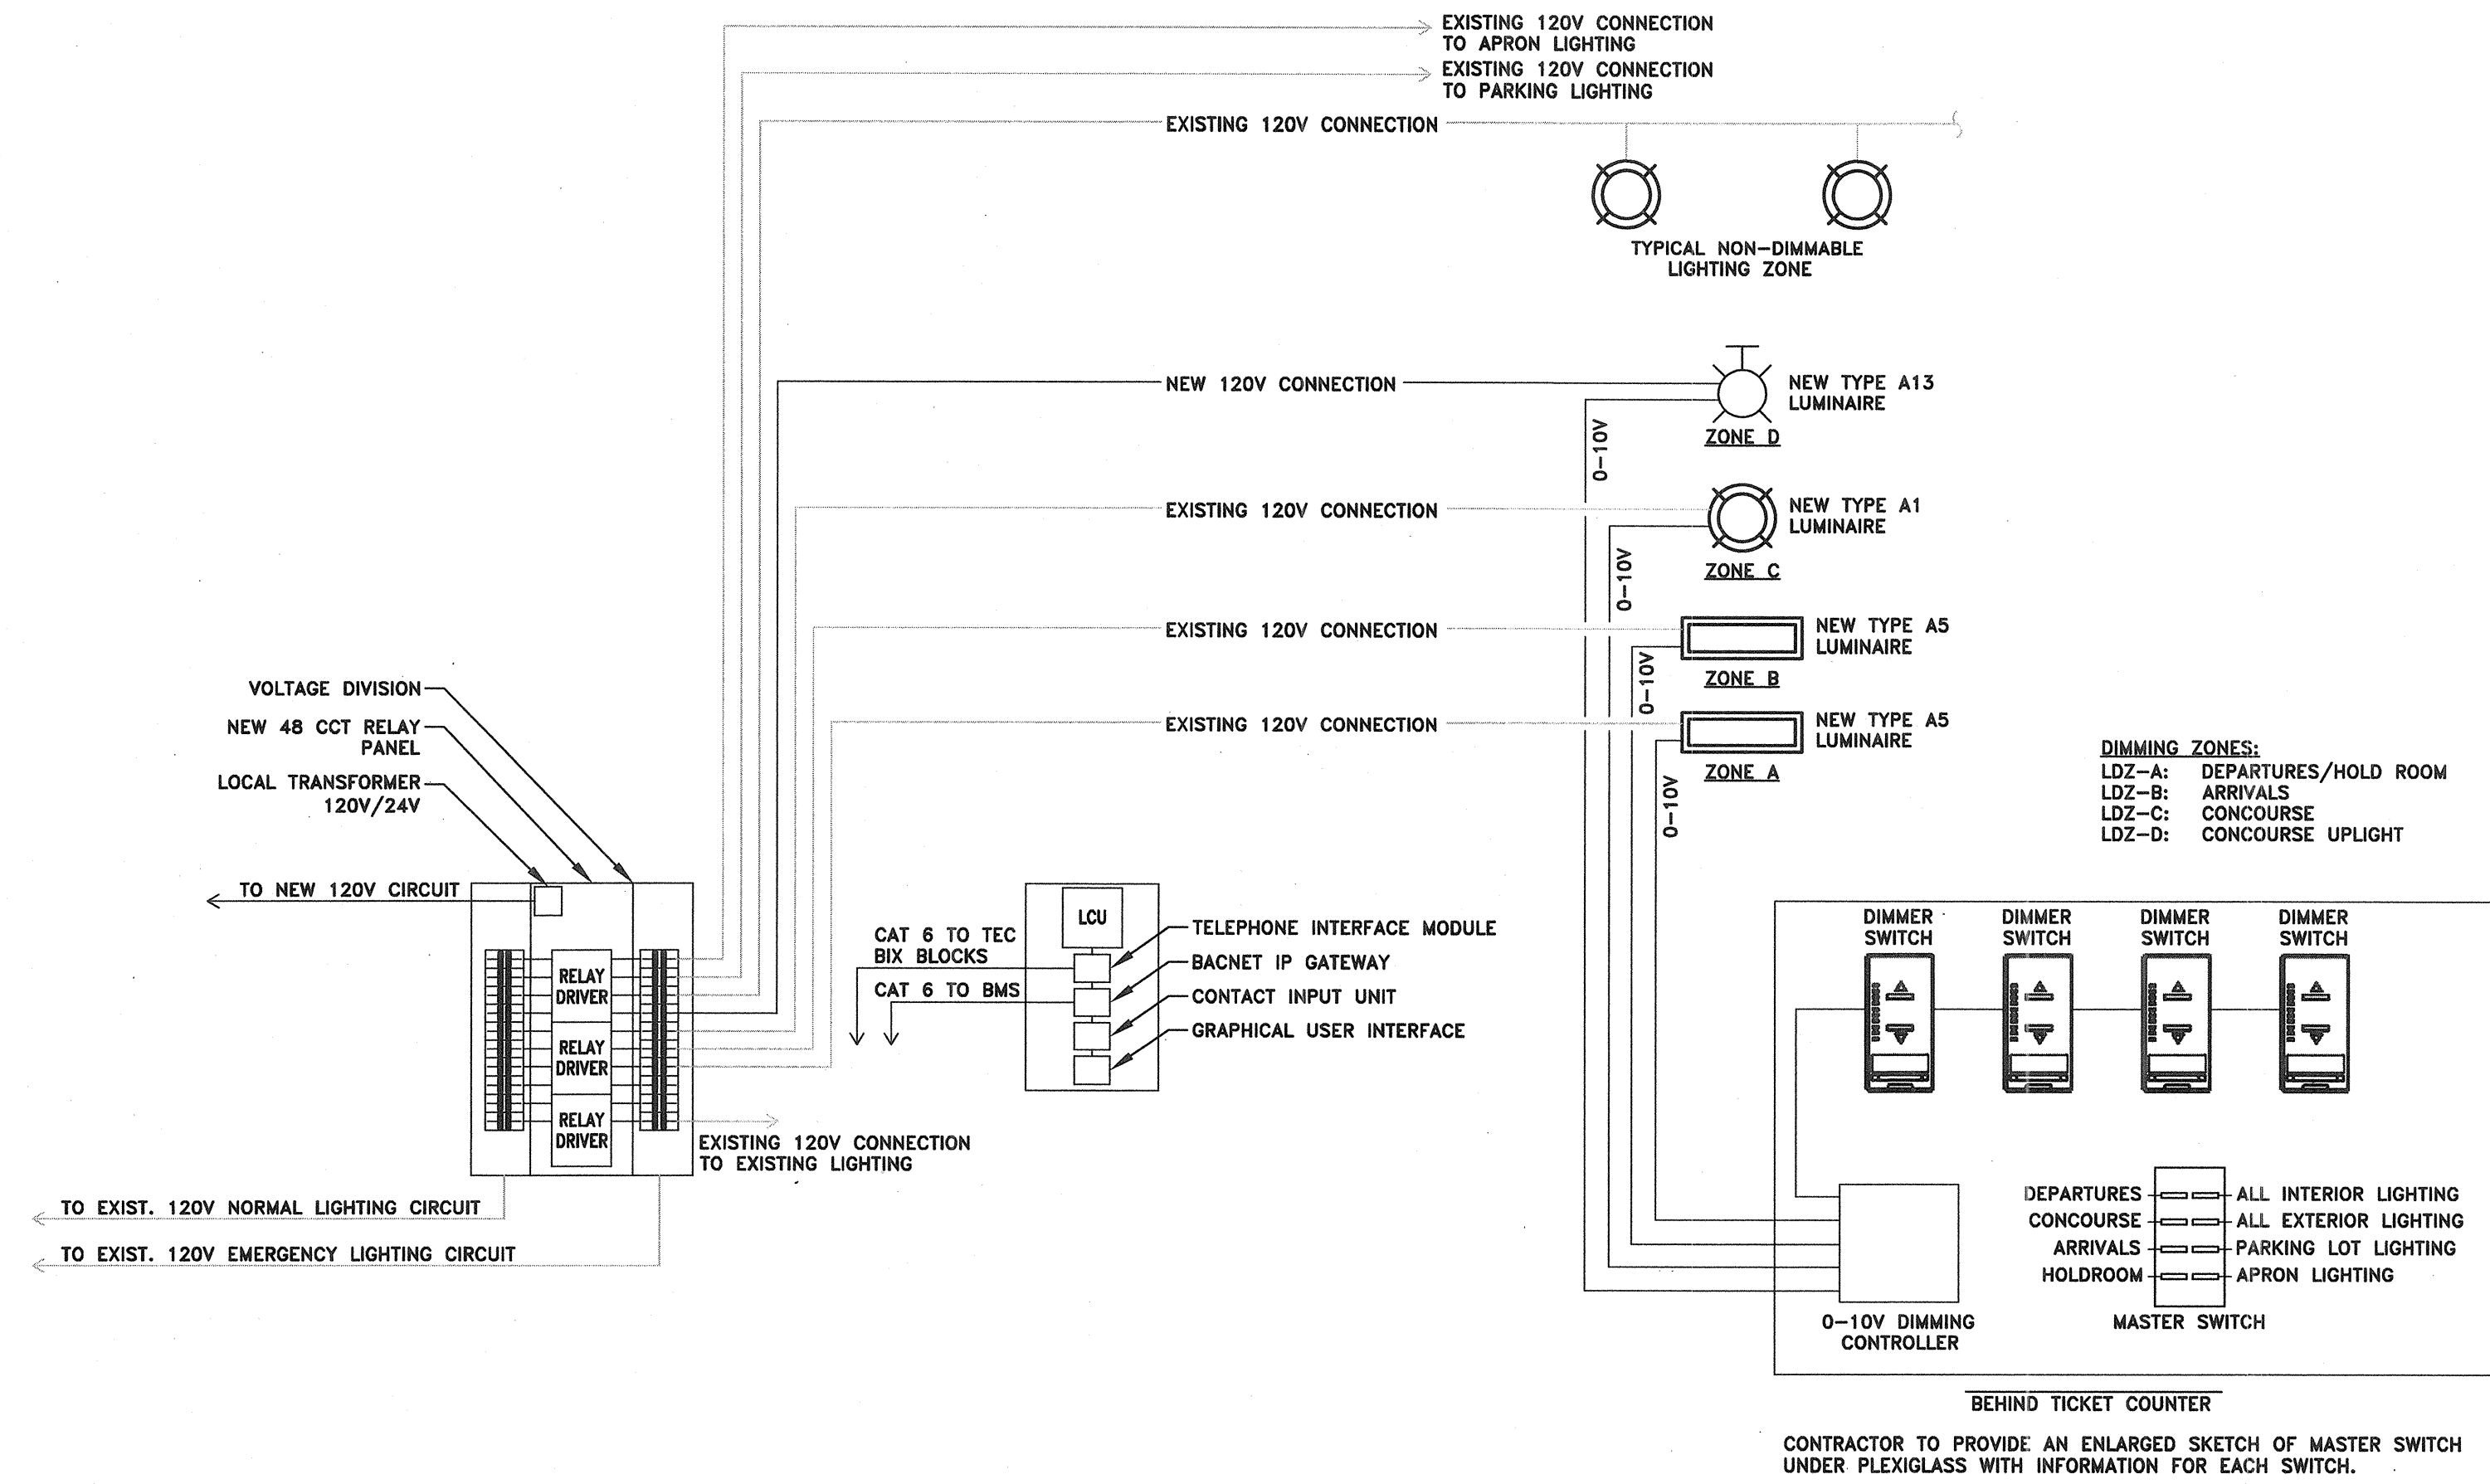 EXISTING 120V CONNECTION
TO APRON LIGHTING
EXISTING 120V CONNECTION
TO PARKING LIGHTING
EXISTING 120V CONNECTION
TYPICAL NON-DIMMABLE
LIGHTING ZONE
NEW 120V CONNECTION
NEW TYPE A13
LUMINAIRE
ZONE D
0-10V
EXISTING 120V CONNECTION
NEW TYPE A1
LUMINAIRE
ZONE C
0-10V
EXISTING 120V CONNECTION
NEW TYPE A5
LUMINAIRE
ZONE B
0-10V
EXISTING 120V CONNECTION
NEW TYPE A5
LUMINAIRE
ZONE A
0-10V
VOLTAGE DIVISION
NEW 48 CCT RELAY
PANEL
LOCAL TRANSFORMER
120V/24V
TO NEW 120V CIRCUIT
RELAY
DRIVER
RELAY
DRIVER
RELAY
DRIVER
EXISTING 120V CONNECTION
TO EXISTING LIGHTING
TO EXIST. 120V NORMAL LIGHTING CIRCUIT
TO EXIST. 120V EMERGENCY LIGHTING CIRCUIT
CAT 6 TO TEC
BIX BLOCKS
CAT 6 TO BMS
LCU
TELEPHONE INTERFACE MODULE
BACNET IP GATEWAY
CONTACT INPUT UNIT
GRAPHICAL USER INTERFACE
DIMMING ZONES:
LDZ-A: DEPARTURES/HOLD ROOM
LDZ-B: ARRIVALS
LDZ-C: CONCOURSE
LDZ-D: CONCOURSE UPLIGHT
DIMMER
SWITCH
DIMMER
SWITCH
DIMMER
SWITCH
DIMMER
SWITCH
0-10V DIMMING
CONTROLLER
DEPARTURES
CONCOURSE
ARRIVALS
HOLDROOM
ALL INTERIOR LIGHTING
ALL EXTERIOR LIGHTING
PARKING LOT LIGHTING
APRON LIGHTING
MASTER SWITCH
BEHIND TICKET COUNTER
CONTRACTOR TO PROVIDE AN ENLARGED SKETCH OF MASTER SWITCH
UNDER PLEXIGLASS WITH INFORMATION FOR EACH SWITCH.